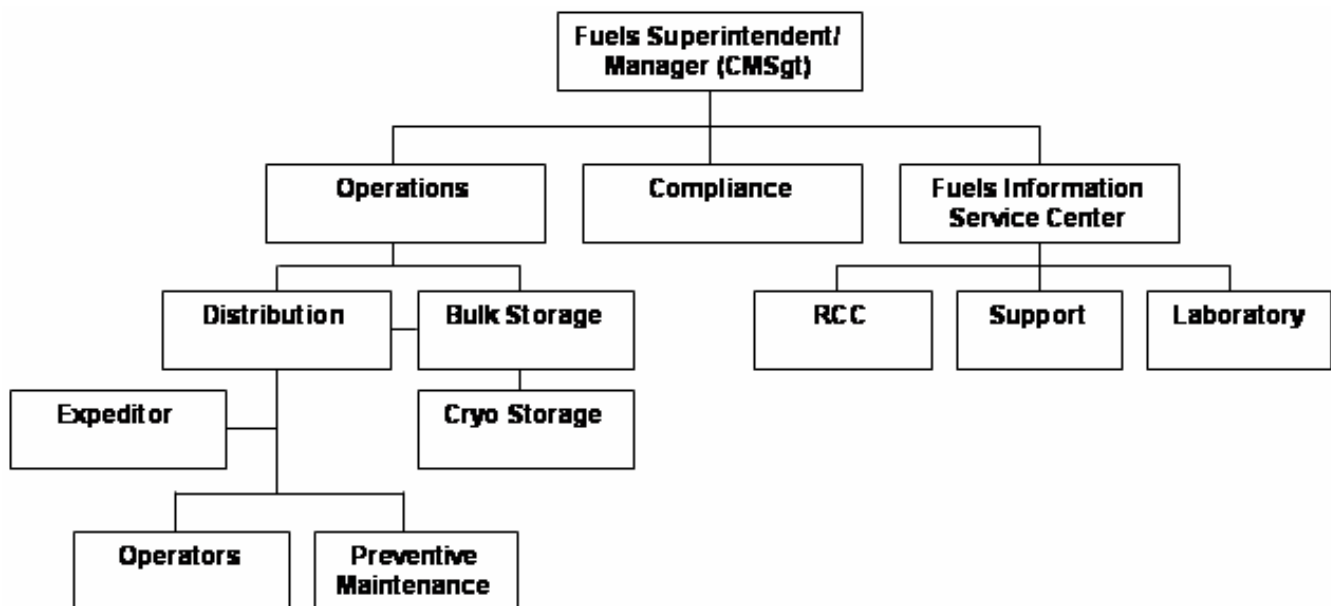 Fuels Superintendent/
Manager (CMSgt)
Operations
Compliance
Fuels Information
Service Center
Distribution
Bulk Storage
RCC
Support
Laboratory
Expeditor
Cryo Storage
Operators
Preventive
Maintenance